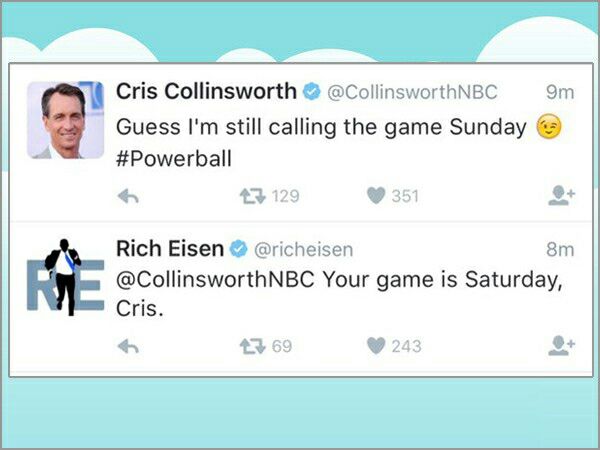 Cris Collinsworth @CollinsworthNBC 9m
Guess I'm still calling the game Sunday 😉
#Powerball
129 351
Rich Eisen @richeisen 8m
@CollinsworthNBC Your game is Saturday,
Cris.
RE
69 243